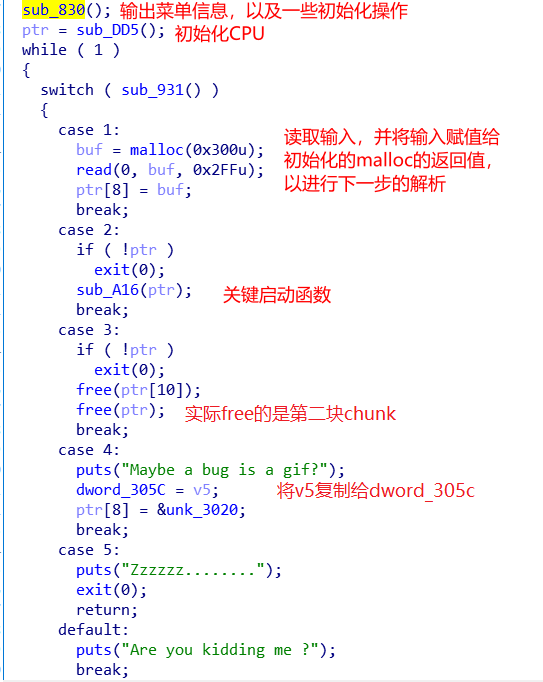 sub_830(); 输出菜单信息，以及一些初始化操作
ptr = sub_DD5(); 初始化CPU
while ( 1 )
{
switch ( sub_931() )
{
case 1:
buf = malloc(0x300u);
read(0, buf, 0x2FFu);
ptr[8] = buf;
break;
读取输入，并将输入赋值给
初始化的malloc的返回值，
以进行下一步的解析
case 2:
if ( !ptr )
exit(0);
sub_A16(ptr); 关键启动函数
break;
case 3:
if ( !ptr )
exit(0);
free(ptr[10]);
free(ptr); 实际free的是第二块chunk
break;
case 4:
puts("Maybe a bug is a gif?");
dword_305C = v5; 将v5复制给dword_305c
ptr[8] = &unk_3020;
break;
case 5:
puts("Zzzzzz........");
exit(0);
return;
default:
puts("Are you kidding me ?");
break;